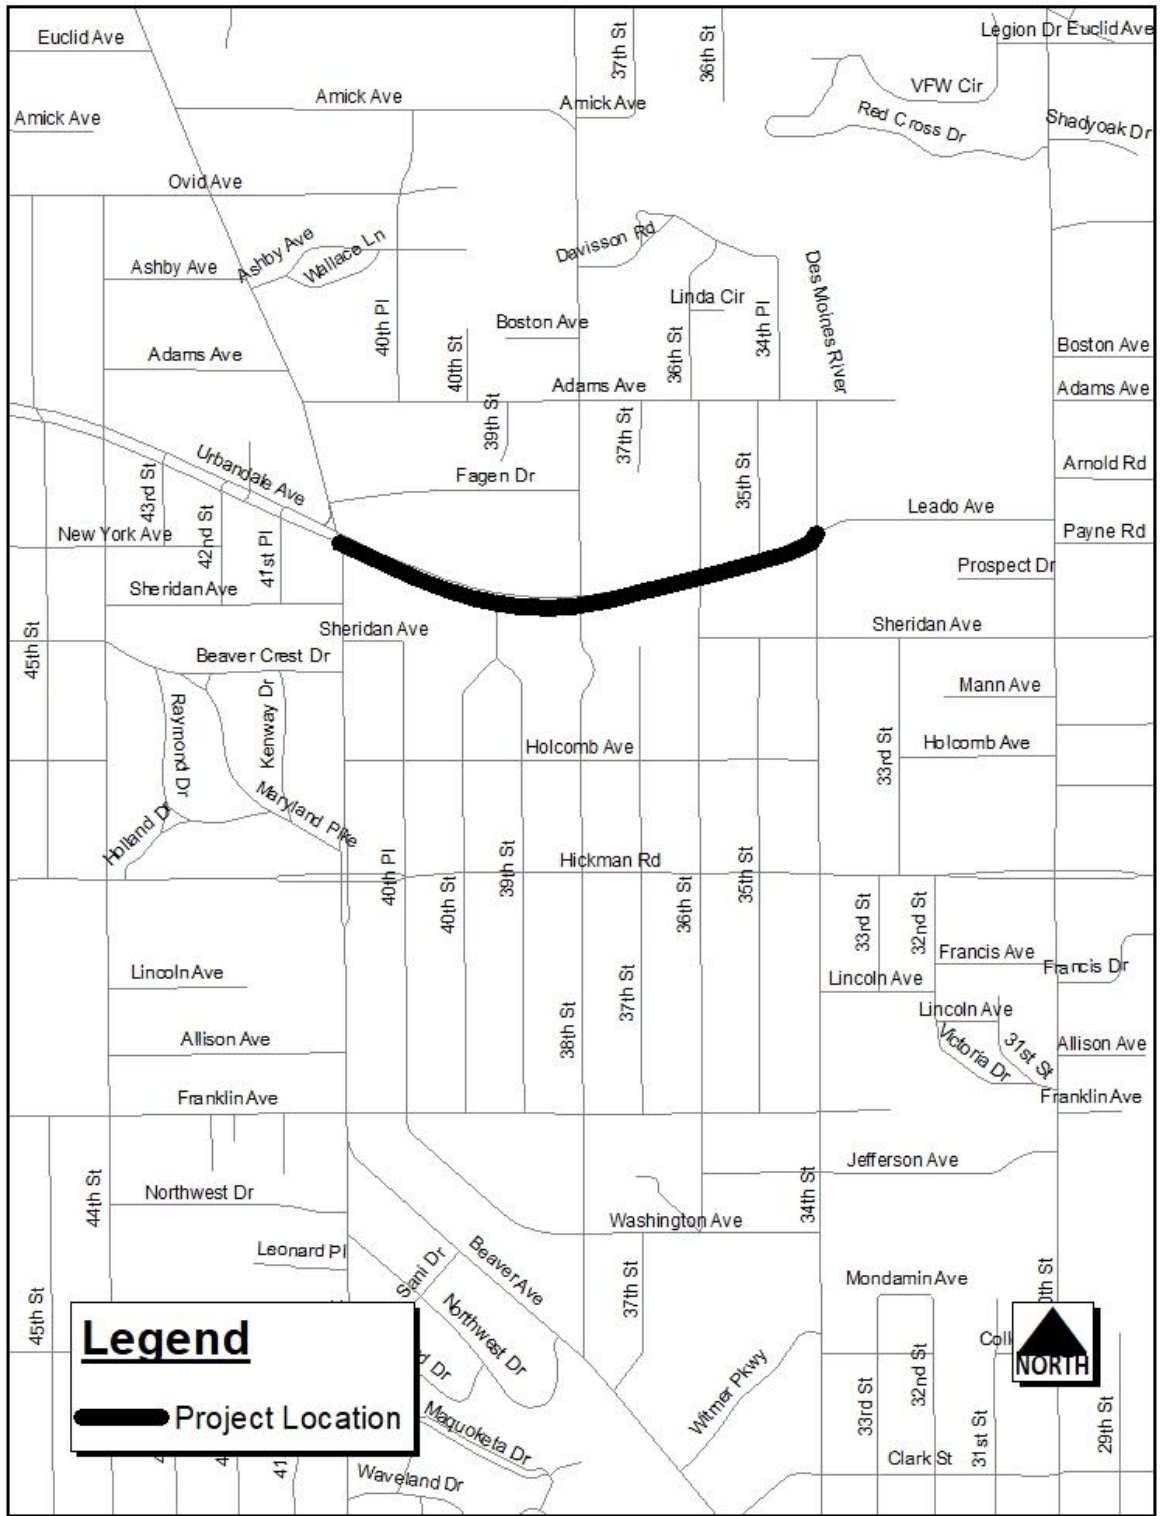 Euclid Ave
37th St
36th St
Legion Dr
Euclid Ave
Amick Ave
Amick Ave
Amick Ave
VFW Cir
Red Cross Dr
Shadyoak Dr
Ovid Ave
Ashby Ave
Ashby Ave
Wallace Ln
Davisson Rd
Des Moines River
Linda Cir
40th Pl
Boston Ave
36th St
34th Pl
Boston Ave
Adams Ave
40th St
Adams Ave
Adams Ave
39th St
37th St
Urbandale Ave
43rd St
Fagen Dr
35th St
Arnold Rd
42nd St
41st Pl
Leado Ave
New York Ave
Payne Rd
Prospect Dr
Sheridan Ave
Sheridan Ave
Sheridan Ave
45th St
Beaver Crest Dr
Raymond Dr
Kenway Dr
Mann Ave
33rd St
Holcomb Ave
Holcomb Ave
Maryland Pike
Holland Dr
Hickman Rd
40th Pl
40th St
39th St
36th St
35th St
33rd St
32nd St
Francis Ave
Francis Dr
Lincoln Ave
Lincoln Ave
37th St
38th St
Lincoln Ave
Victoria Dr
31st St
Allison Ave
Allison Ave
Franklin Ave
Franklin Ave
Jefferson Ave
44th St
Northwest Dr
34th St
Washington Ave
Leonard Pl
Sani Dr
Beaver Ave
37th St
Mondamin Ave
0th St
45th St
Northwest Dr
Legend
Project Location
d Dr
32nd St
Coll
NORTH
Witmer Pkwy
33rd St
31st St
29th St
Maquoketa Dr
Clark St
4
4
41
Waveland Dr